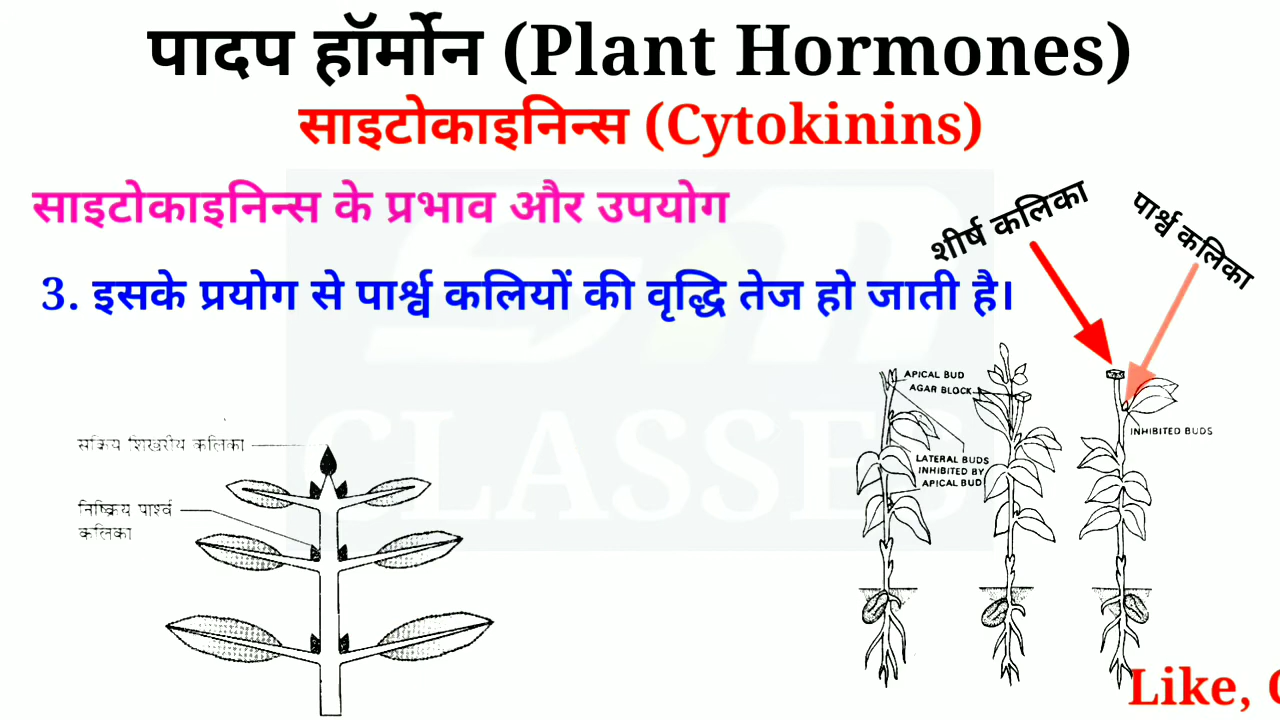 पादप हॉर्मोन (Plant Hormones)
साइटोकाइनिन्स (Cytokinins)
साइटोकाइनिन्स के प्रभाव और उपयोग
शीर्ष कलिका
पार्श्व कलिका
3. इसके प्रयोग से पार्श्व कलियों की वृद्धि तेज हो जाती है।
APICAL BUD
AGAR BLOCK
INHIBITED BUDS
LATERAL BUDS
INHIBITED BY
APICAL BUD
सक्रिय शिखरीय कलिका
निष्क्रिय पार्श्व
कलिका
CLASSES
Like,